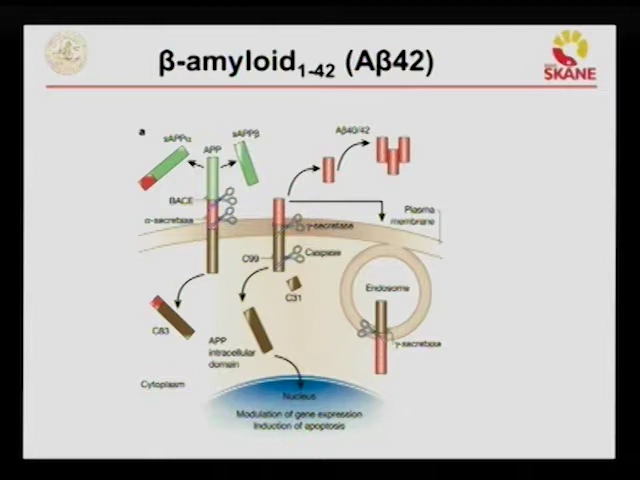 β-amyloid1-42 (Aβ42)
SKANE
a
sAPPα
APP
sAPPβ
Aβ40/42
BACE
α-secretase
Plasma
membrane
γ-secretase
C99
Caspase
C31
Endosome
C83
APP
intracellular
domain
γ-secretase
Cytoplasm
Nucleus
Modulation of gene expression
Induction of apoptosis